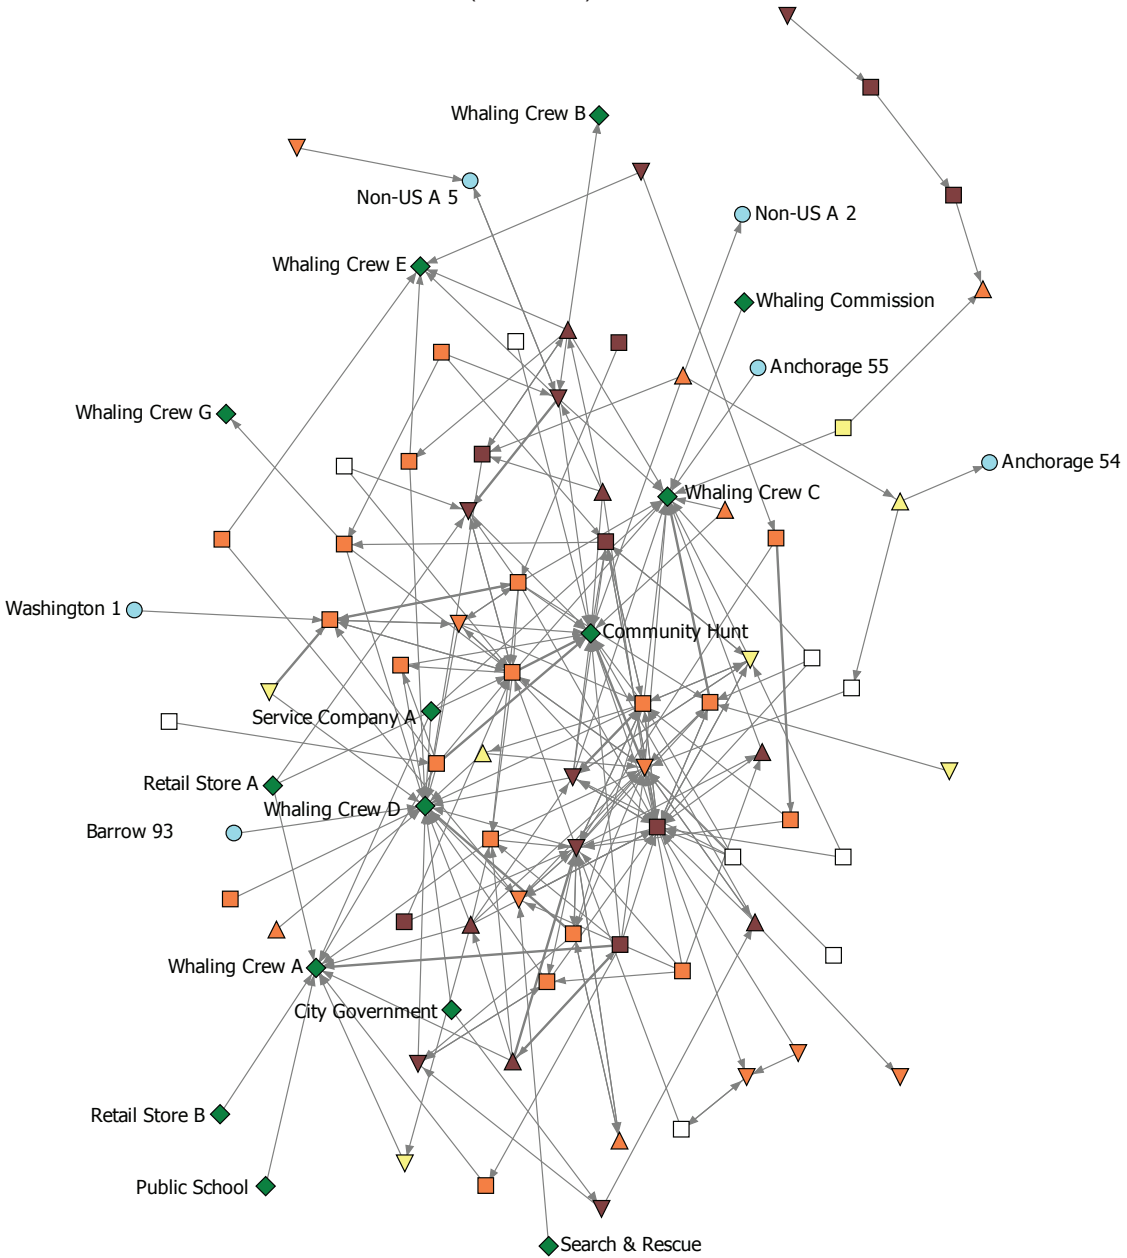 Whaling Crew B
Non-US A 5
Non-US A 2
Whaling Crew E
Whaling Commission
Anchorage 55
Whaling Crew G
Anchorage 54
Whaling Crew C
Washington 1
Community Hunt
Service Company A
Retail Store A
Whaling Crew D
Barrow 93
Whaling Crew A
City Government
Retail Store B
Public School
Search & Rescue